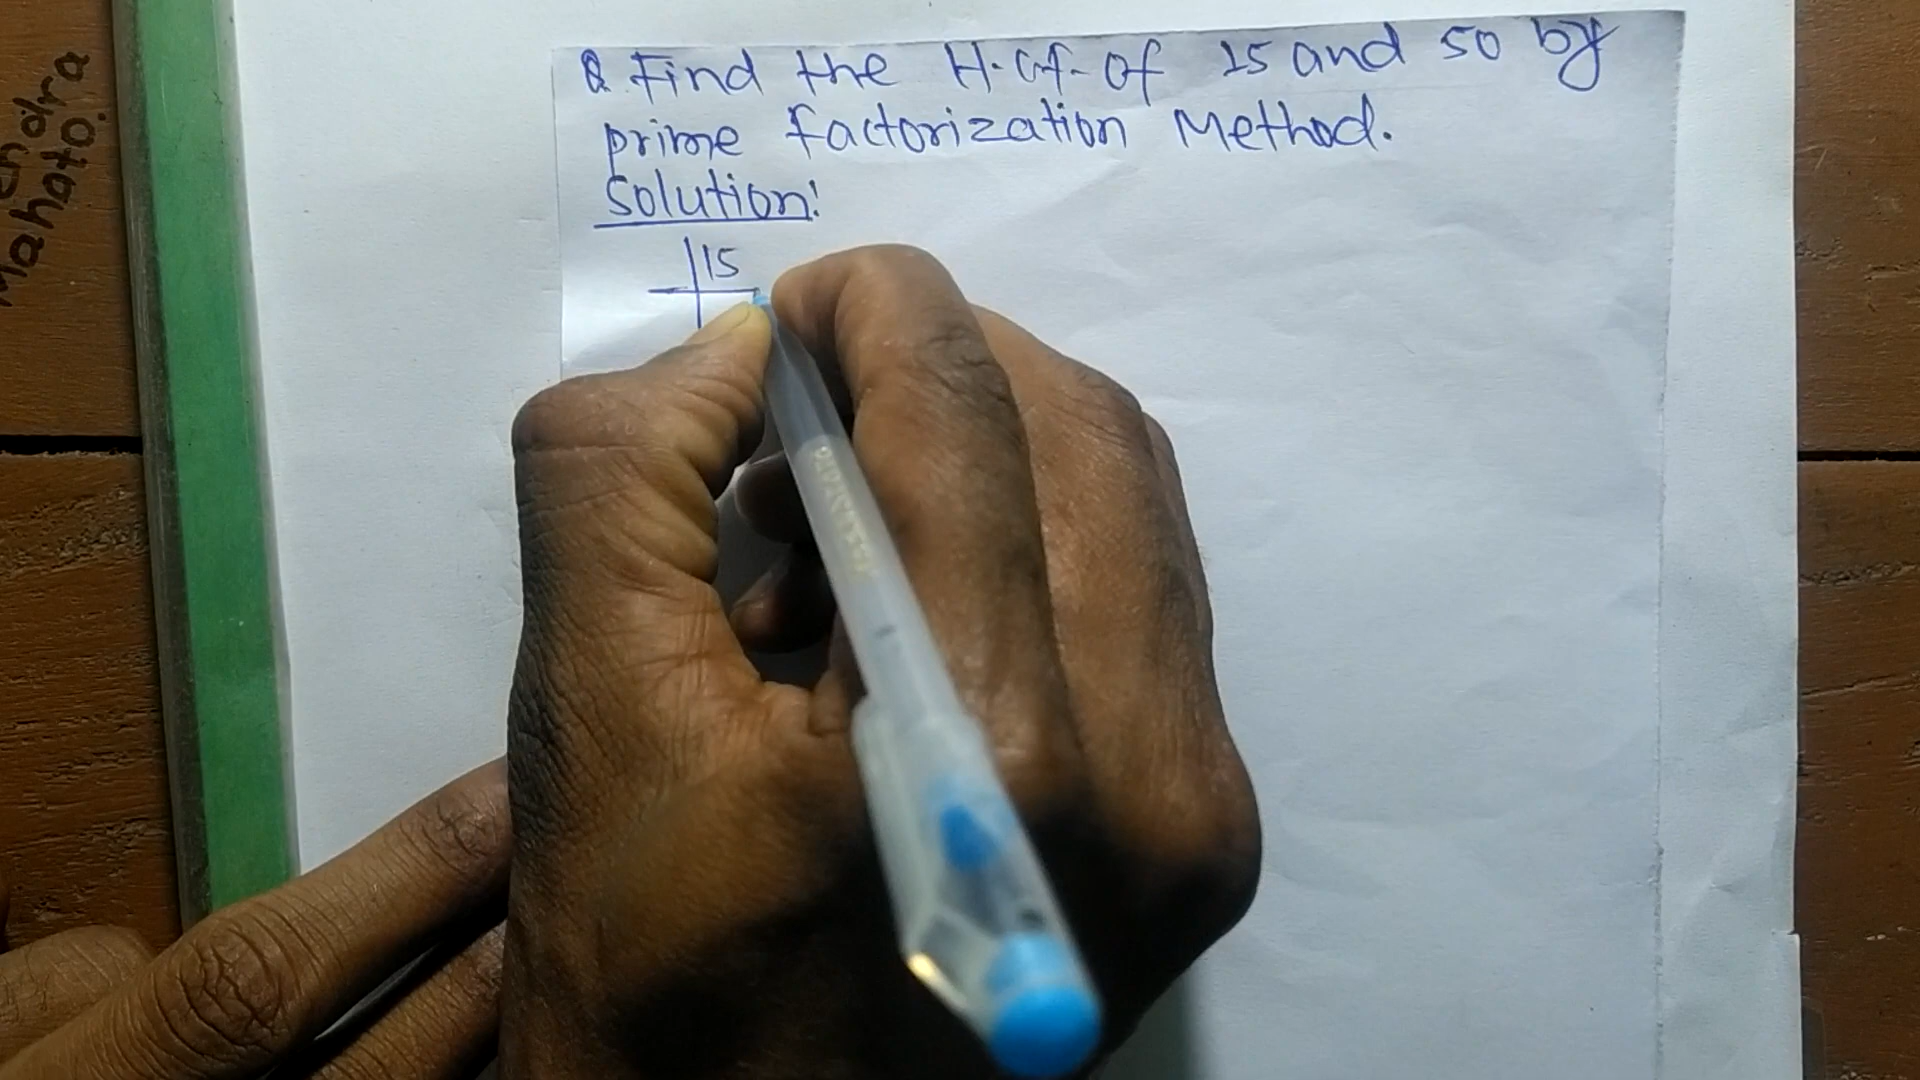 Q. Find the H.C.f. of 15 and 50 by
prime factorization Method.
Solution:
15
Mahato.